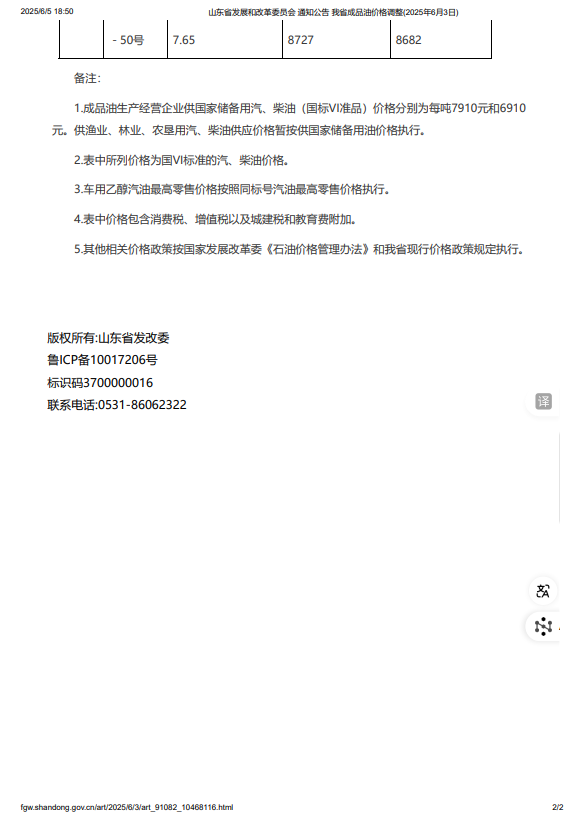 2025/6/5 18:50 山东省发展和改革委员会 通知公告 我省成品油价格调整(2025年6月3日)
- 50号 7.65 8727 8682
备注：
1.成品油生产经营企业供国家储备用汽、柴油（国标VI准品）价格分别为每吨7910元和6910
元。供渔业、林业、农垦用汽、柴油供应价格暂按供国家储备用油价格执行。
2.表中所列价格为国VI标准的汽、柴油价格。
3.车用乙醇汽油最高零售价格按照同标号汽油最高零售价格执行。
4.表中价格包含消费税、增值税以及城建税和教育费附加。
5.其他相关价格政策按国家发展改革委《石油价格管理办法》和我省现行价格政策规定执行。
版权所有:山东省发改委
鲁ICP备10017206号
标识码3700000016
联系电话:0531-86062322
译
文A
fgw.shandong.gov.cn/art/2025/6/3/art_91082_10468116.html 2/2